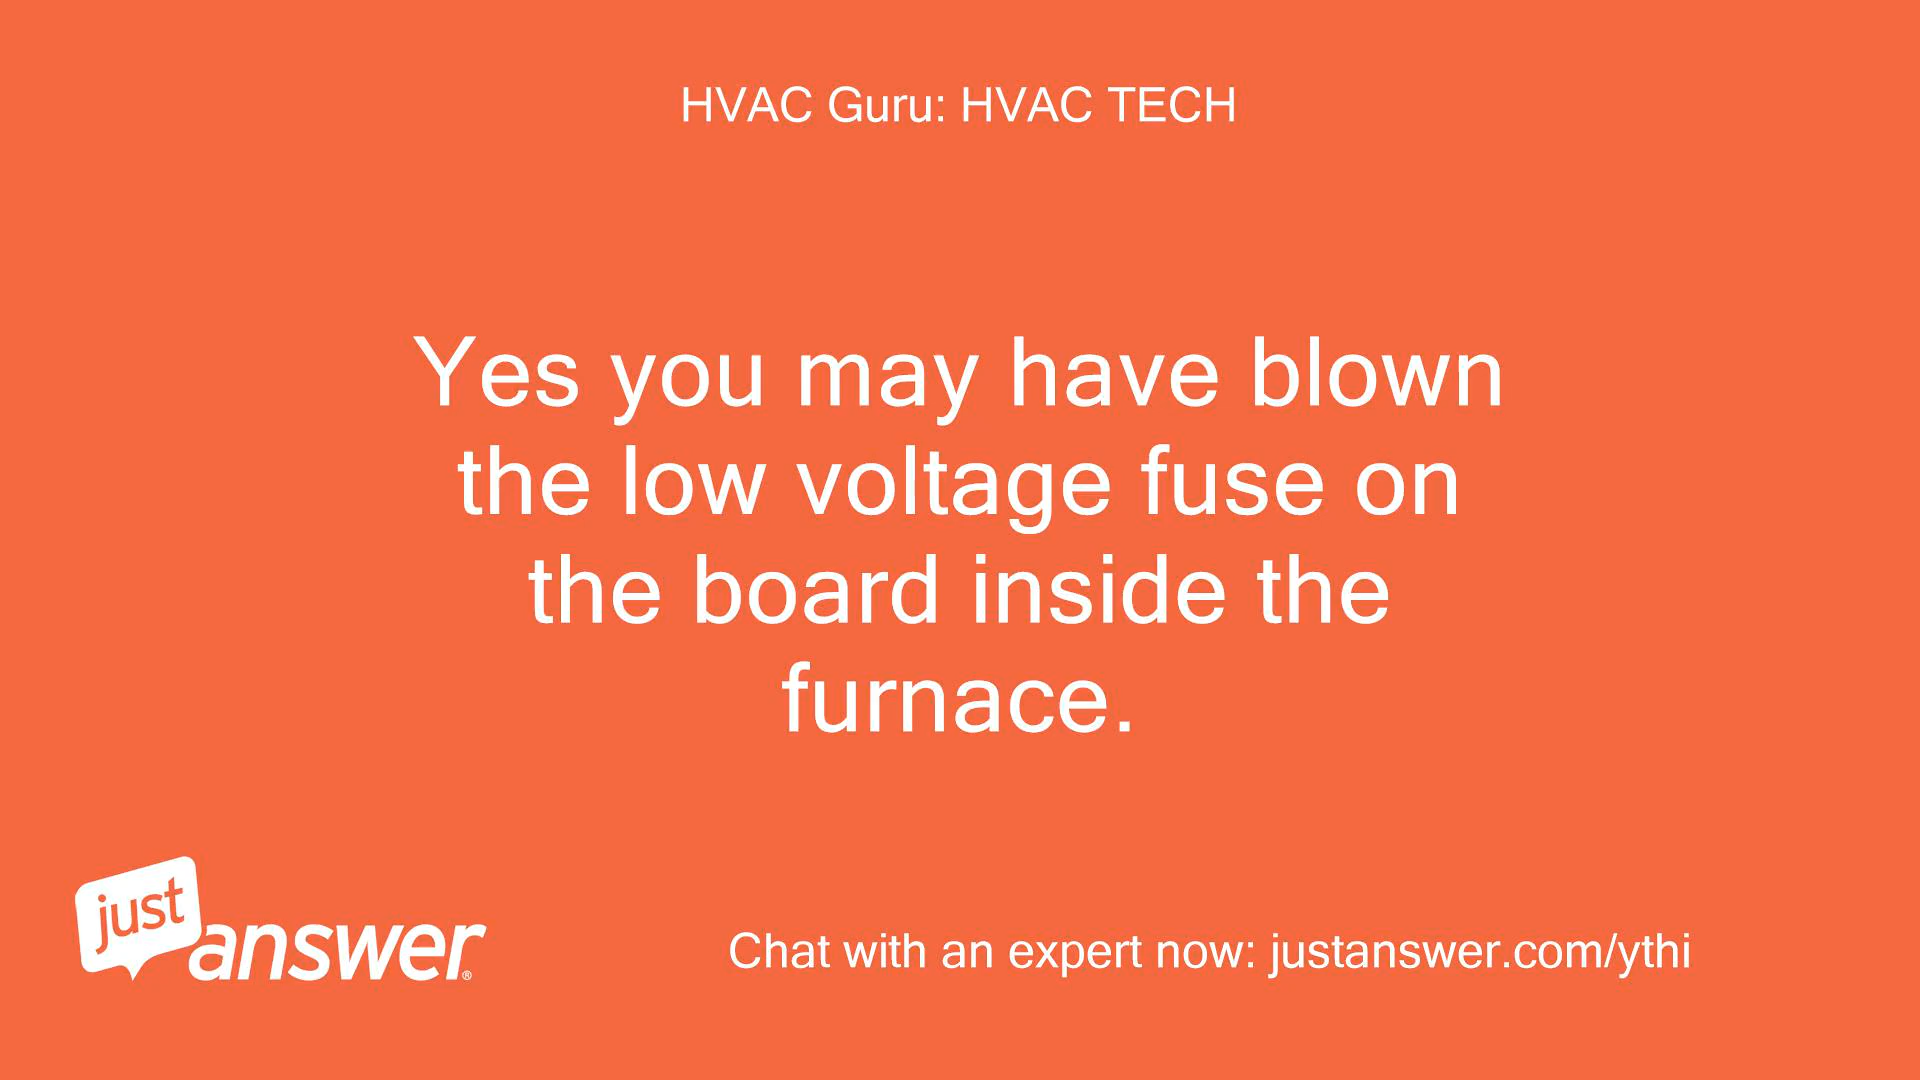 HVAC Guru: HVAC TECH
Yes you may have blown
the low voltage fuse on
the board inside the
furnace.
just
answer®
Chat with an expert now: justanswer.com/ythi